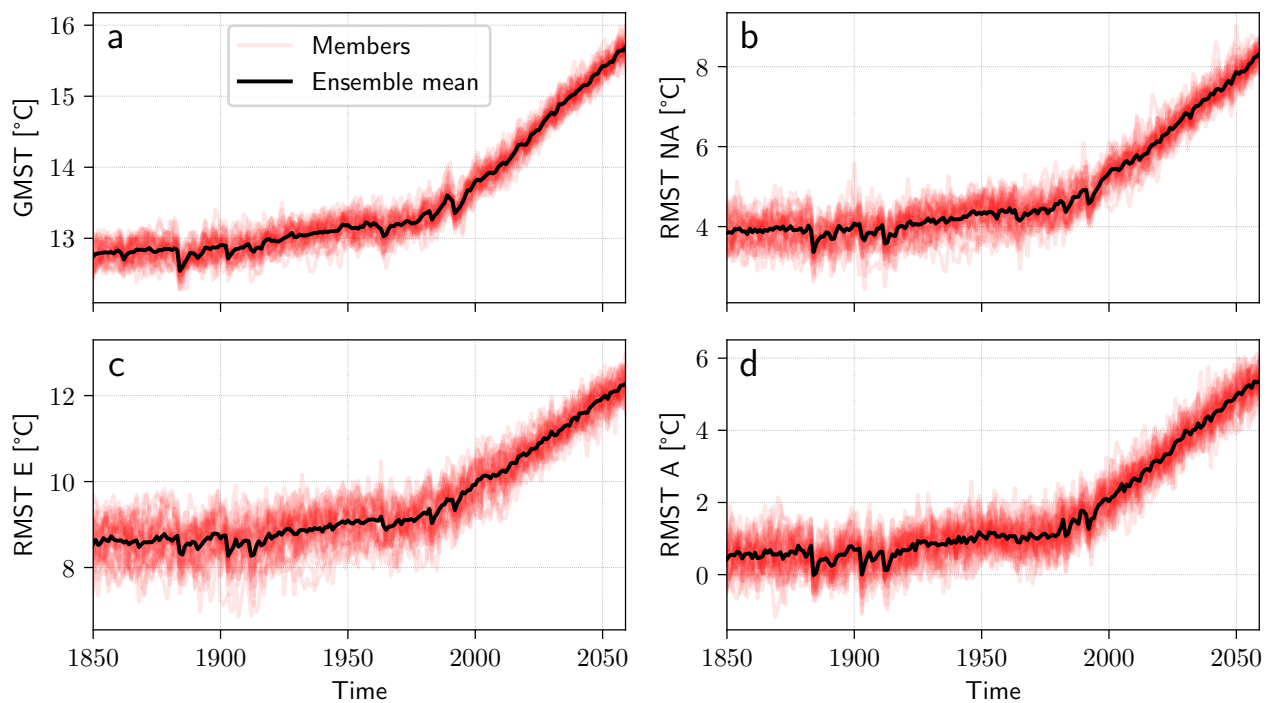 a
Members
Ensemble mean
GMST [°C]
16
15
14
13
b
RMST NA [°C]
8
6
4
c
RMST E [°C]
12
10
8
1850
1900
1950
2000
2050
Time
d
RMST A [°C]
6
4
2
0
1850
1900
1950
2000
2050
Time